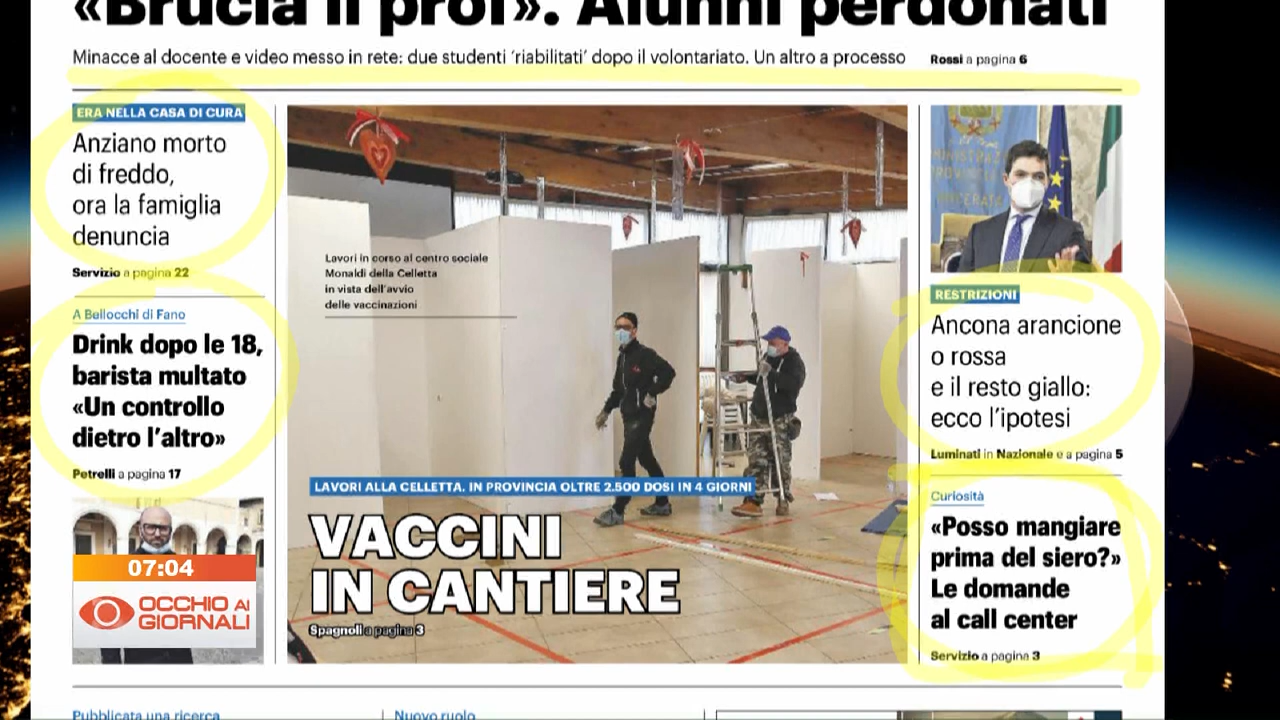 «Brucia il prof». Alunni perdonati
Minacce al docente e video messo in rete: due studenti ‘riabilitati’ dopo il volontariato. Un altro a processo
Rossi a pagina 6
ERA NELLA CASA DI CURA
Anziano morto
di freddo,
ora la famiglia
denuncia
Servizio a pagina 22
A Bellocchi di Fano
Drink dopo le 18,
barista multato
«Un controllo
dietro l’altro»
Petrelli a pagina 17
07:04
OCCHIO AI
GIORNALI
Lavori in corso al centro sociale
Monaldi della Celletta
in vista dell’avvio
delle vaccinazioni
LAVORI ALLA CELLETTA. IN PROVINCIA OLTRE 2.500 DOSI IN 4 GIORNI
VACCINI
IN CANTIERE
Spagnoli a pagina 3
RESTRIZIONI
Ancona arancione
o rossa
e il resto giallo:
ecco l’ipotesi
Luminati in Nazionale e a pagina 5
Curiosità
«Posso mangiare
prima del siero?»
Le domande
al call center
Servizio a pagina 3
Pubblicata una ricerca
Nuovo ruolo